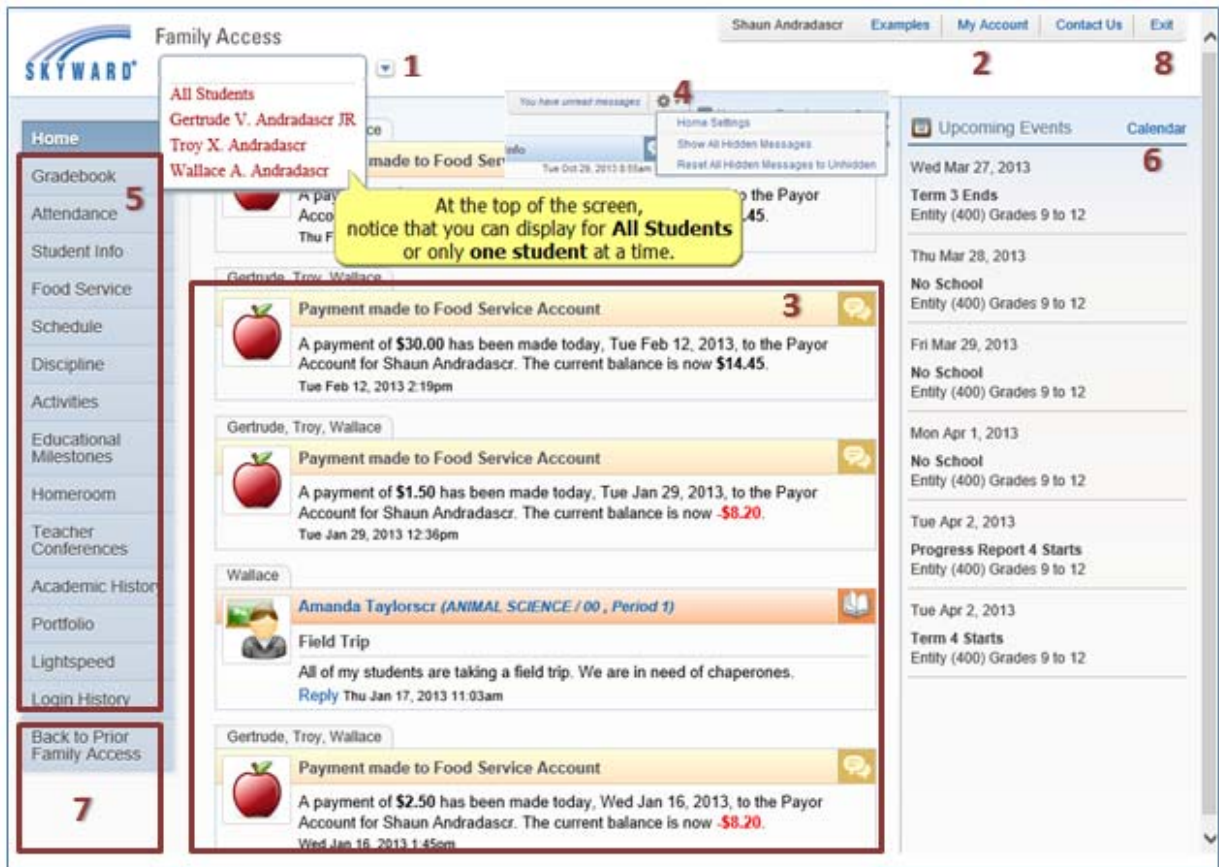 Family Access
SKYWARD
Shaun Andradascr Examples My Account Contact Us Exit
1
2
8
All Students
Gertrude V. Andradascr JR
Troy X. Andradascr
Wallace A. Andradascr
You have unread messages
4
Home Settings
Show All Hidden Messages
Reset All Hidden Messages to Unhidden
Tue Oct 29, 2013 8:55am
made to Food Ser
the Payor
4.45.
Thu F
At the top of the screen,
notice that you can display for All Students
or only one student at a time.
Home
Gradebook
5
Attendance
Student Info
Food Service
Schedule
Discipline
Activities
Educational
Milestones
Homeroom
Teacher
Conferences
Academic History
Portfolio
Lightspeed
Login History
Back to Prior
Family Access
7
Gertrude, Troy, Wallace
Payment made to Food Service Account
3
A payment of $30.00 has been made today, Tue Feb 12, 2013, to the Payor
Account for Shaun Andradascr. The current balance is now $14.45.
Tue Feb 12, 2013 2:19pm
Gertrude, Troy, Wallace
Payment made to Food Service Account
A payment of $1.50 has been made today, Tue Jan 29, 2013, to the Payor
Account for Shaun Andradascr. The current balance is now -$8.20.
Tue Jan 29, 2013 12:36pm
Wallace
Amanda Taylorscr (ANIMAL SCIENCE / 00 , Period 1)
Field Trip
All of my students are taking a field trip. We are in need of chaperones.
Reply Thu Jan 17, 2013 11:03am
Gertrude, Troy, Wallace
Payment made to Food Service Account
A payment of $2.50 has been made today, Wed Jan 16, 2013, to the Payor
Account for Shaun Andradascr. The current balance is now -$8.20.
Wed Jan 16, 2013 1:45pm
Upcoming Events Calendar
6
Wed Mar 27, 2013
Term 3 Ends
Entity (400) Grades 9 to 12
Thu Mar 28, 2013
No School
Entity (400) Grades 9 to 12
Fri Mar 29, 2013
No School
Entity (400) Grades 9 to 12
Mon Apr 1, 2013
No School
Entity (400) Grades 9 to 12
Tue Apr 2, 2013
Progress Report 4 Starts
Entity (400) Grades 9 to 12
Tue Apr 2, 2013
Term 4 Starts
Entity (400) Grades 9 to 12